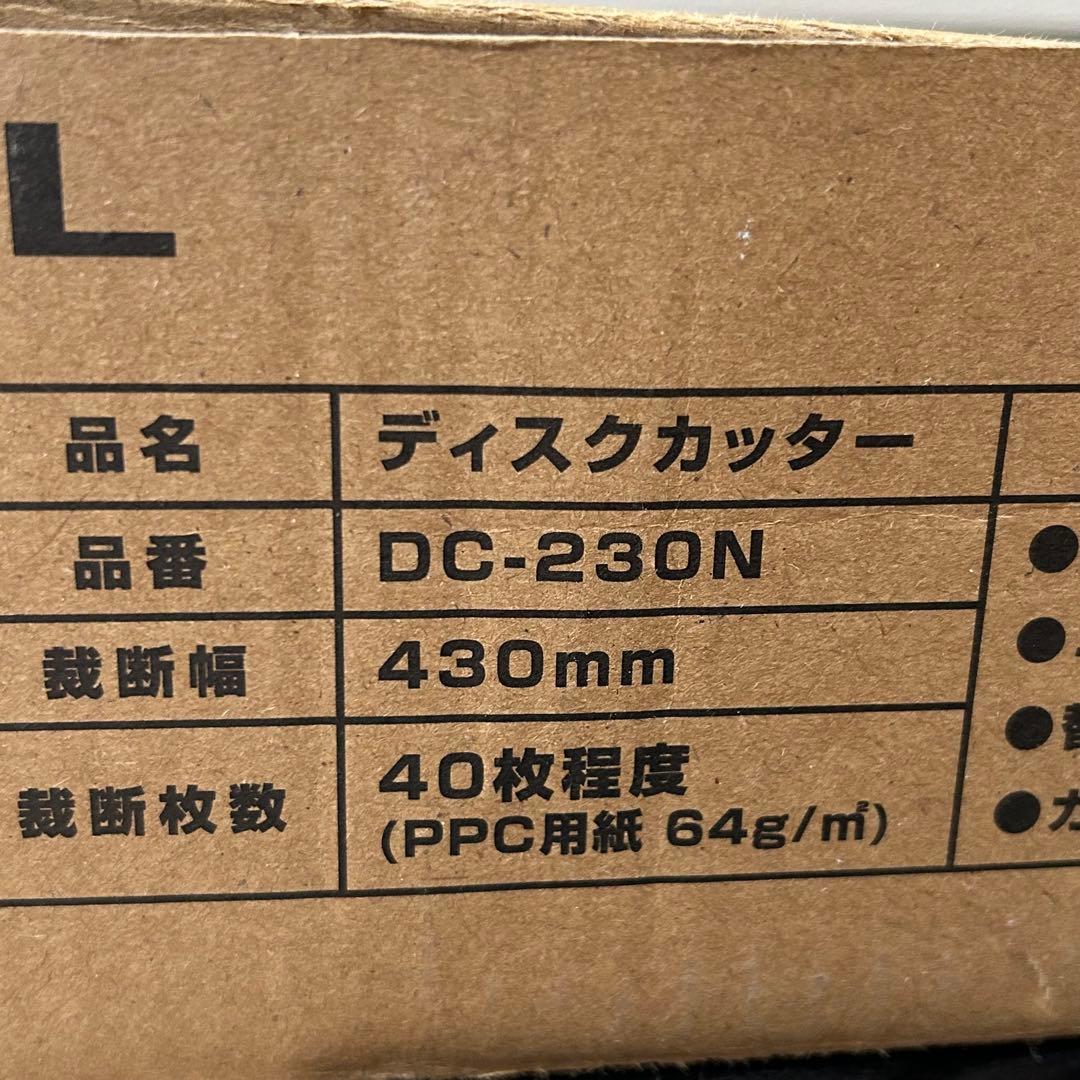 L
品名 ディスクカッター
品番 DC-230N
裁断幅 430mm
裁断枚数 40枚程度
(PPC用紙 64g/㎡)